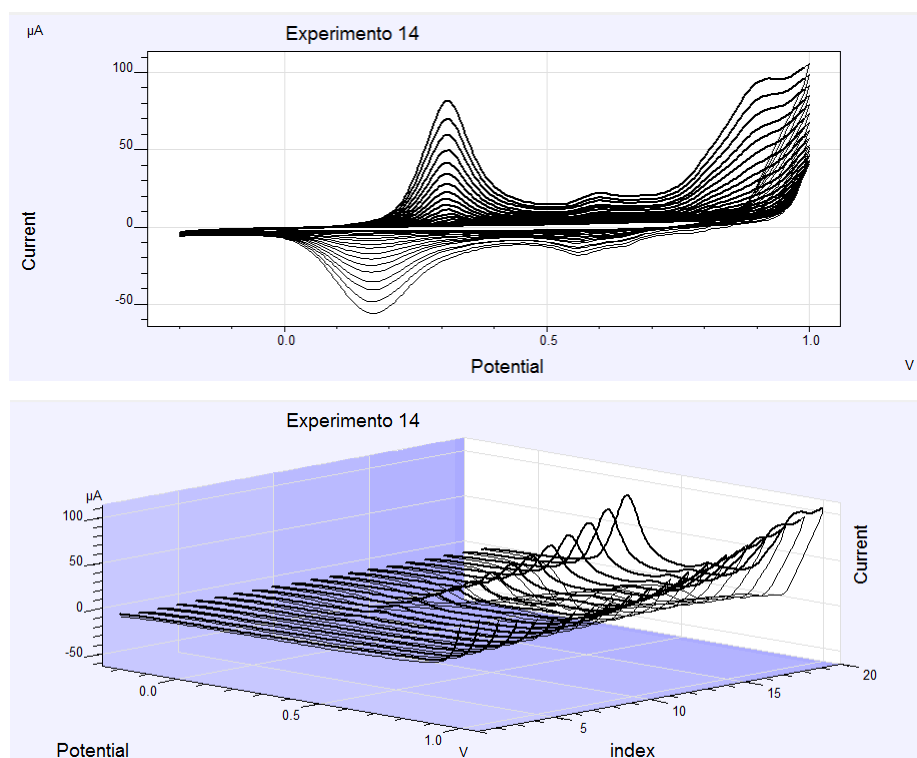 µA
Experimento 14
100
50
0
-50
Current
0.0
0.5
1.0
Potential
V
Experimento 14
µA
100
50
0
-50
Current
0.0
0.5
1.0
V
5
10
15
20
Potential
index